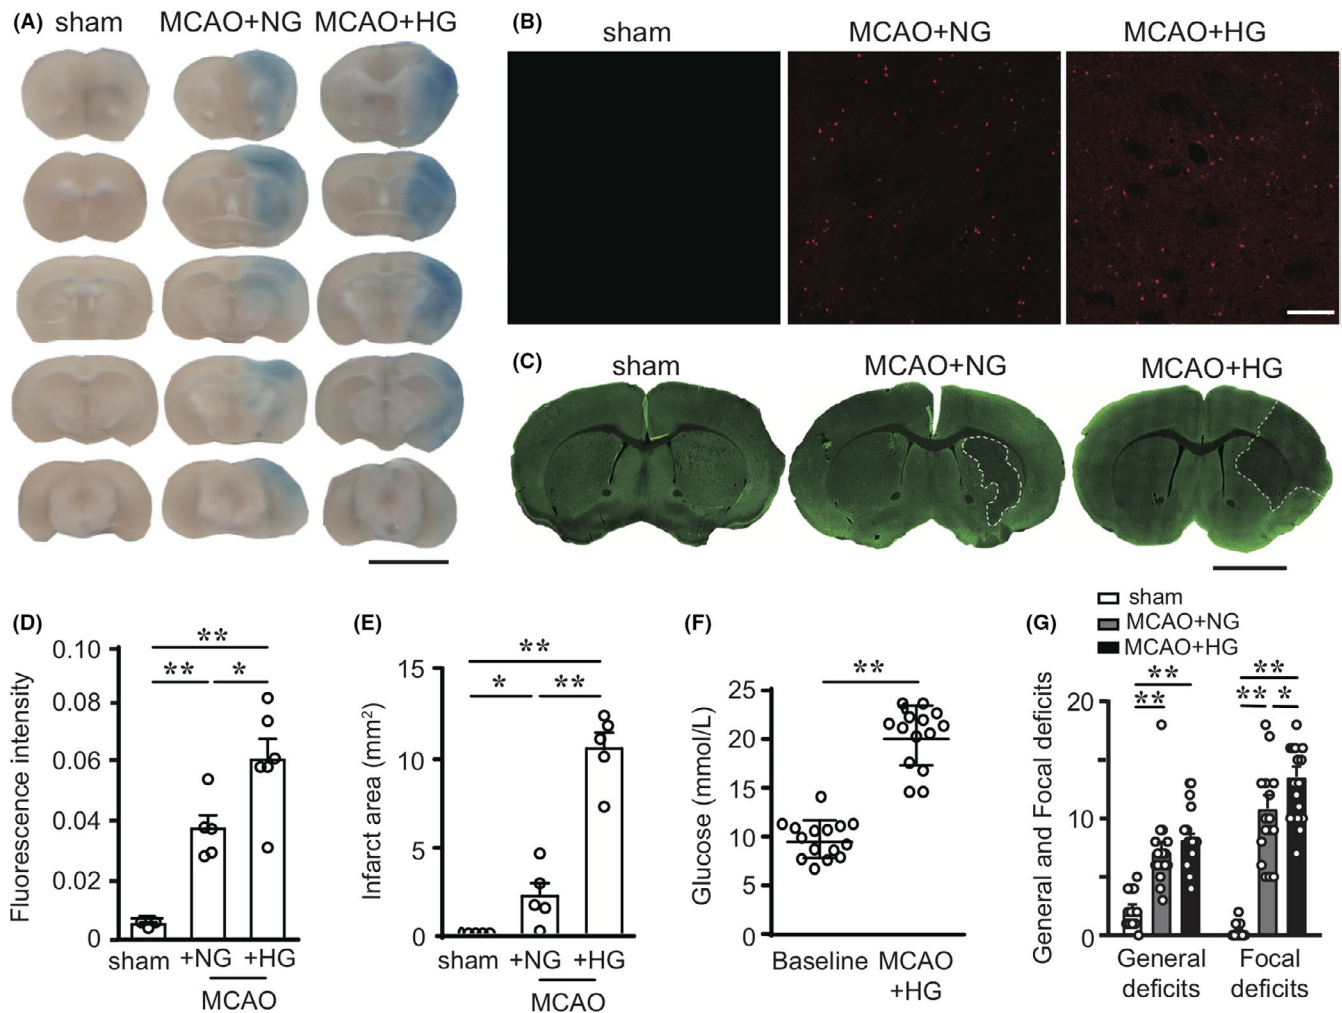 (A) sham MCAO+NG MCAO+HG
(B) sham MCAO+NG MCAO+HG
(C) sham MCAO+NG MCAO+HG
(D)
Fluorescence intensity
0.10
0.08
0.06
0.04
0.02
0
**
** *
sham +NG +HG
MCAO
(E)
Infarct area (mm²)
15
10
5
0
**
* **
sham +NG +HG
MCAO
(F)
Glucose (mmol/L)
25
20
15
10
5
0
**
Baseline MCAO
+HG
(G)
sham
MCAO+NG
MCAO+HG
General and Focal deficits
20
10
0
**
**
**
** *
General
deficits
Focal
deficits